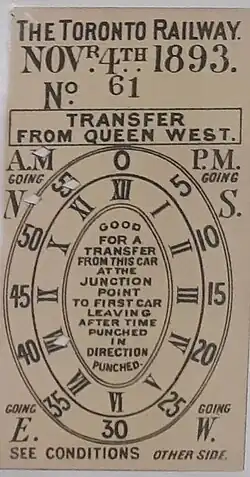 THE TORONTO RAILWAY.
NOVR. 4TH 1893.
No. 61
TRANSFER
FROM QUEEN WEST.
A.M P.M.
GOING GOING
N S.
0
5
10
15
20
25
30
35
40
45
50
XII
I
II
III
IV
V
VI
VII
IX
X
XI
GOOD
FOR A
TRANSFER
FROM THIS CAR
AT THE
JUNCTION
POINT
TO FIRST CAR
LEAVING
AFTER TIME
PUNCHED
IN
DIRECTION
PUNCHED.
GOING GOING
E. W.
SEE CONDITIONS OTHER SIDE.